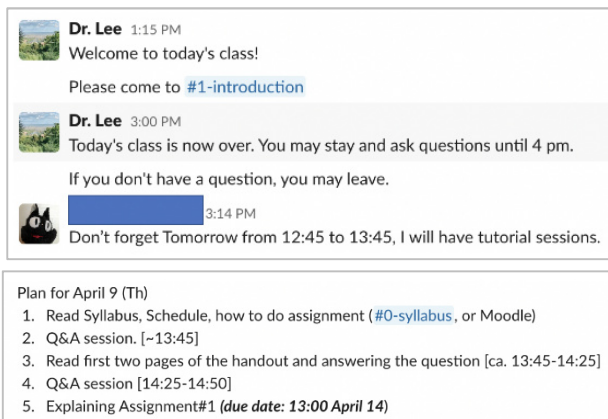 Dr. Lee 1:15 PM
Welcome to today's class!
Please come to #1-introduction
Dr. Lee 3:00 PM
Today's class is now over. You may stay and ask questions until 4 pm.
If you don't have a question, you may leave.
3:14 PM
Don't forget Tomorrow from 12:45 to 13:45, I will have tutorial sessions.
Plan for April 9 (Th)
1. Read Syllabus, Schedule, how to do assignment (#0-syllabus, or Moodle)
2. Q&A session. [~13:45]
3. Read first two pages of the handout and answering the question [ca. 13:45-14:25]
4. Q&A session [14:25-14:50]
5. Explaining Assignment#1 (due date: 13:00 April 14)